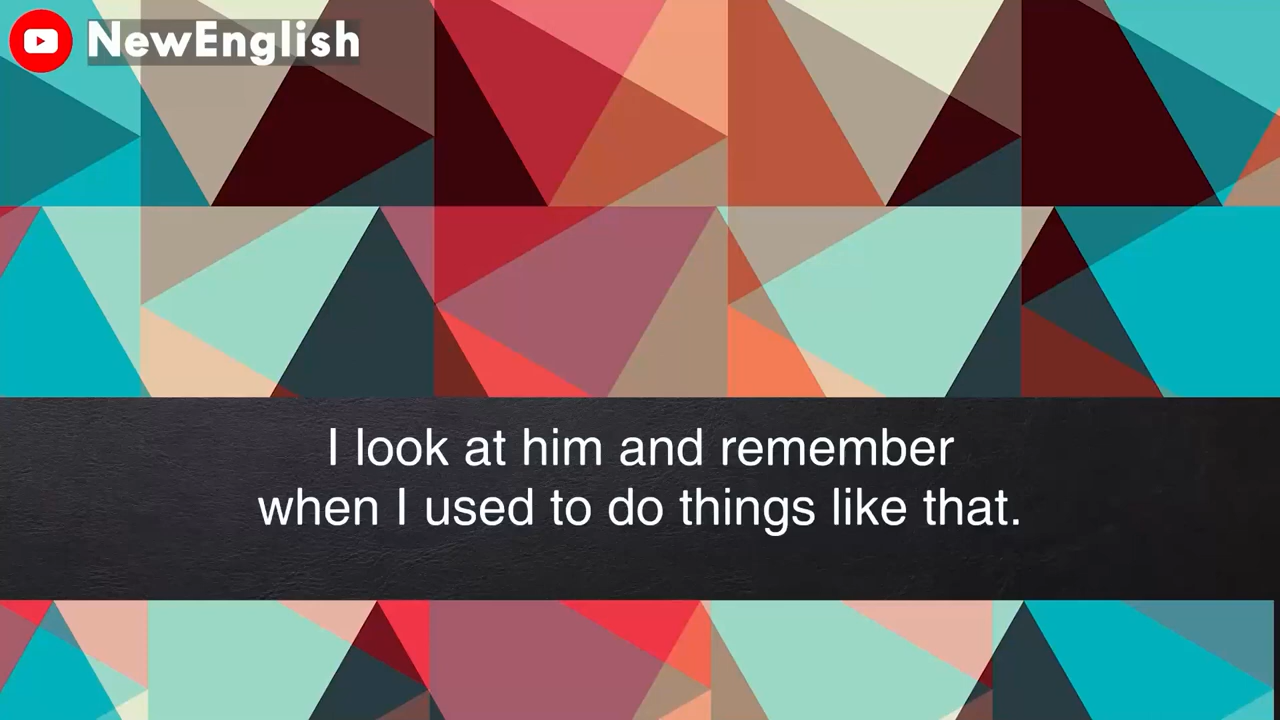 NewEnglish
I look at him and remember
when I used to do things like that.